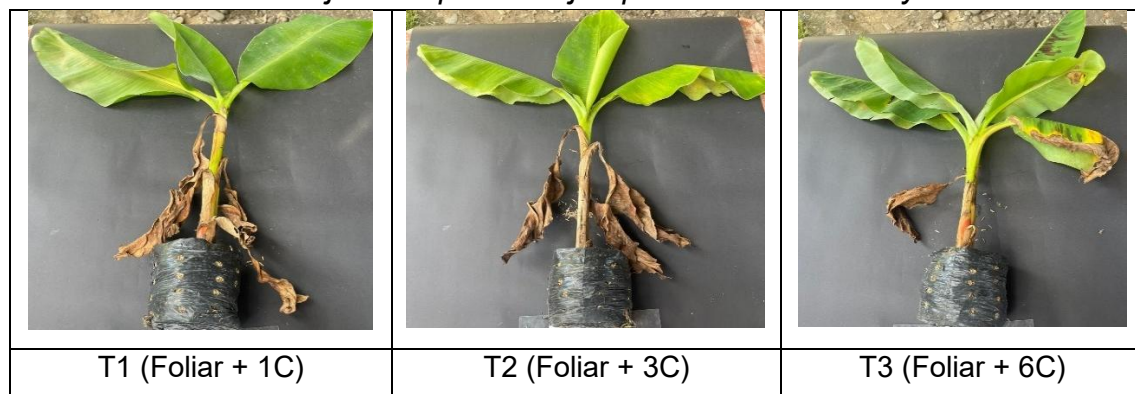 T1 (Foliar + 1C)
T2 (Foliar + 3C)
T3 (Foliar + 6C)